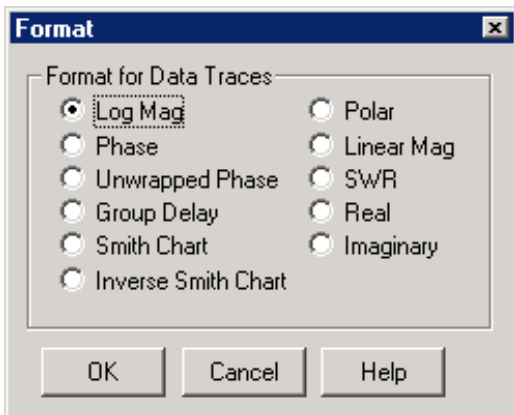 Format
Format for Data Traces
Log Mag
Phase
Unwrapped Phase
Group Delay
Smith Chart
Inverse Smith Chart
Polar
Linear Mag
SWR
Real
Imaginary
OK
Cancel
Help